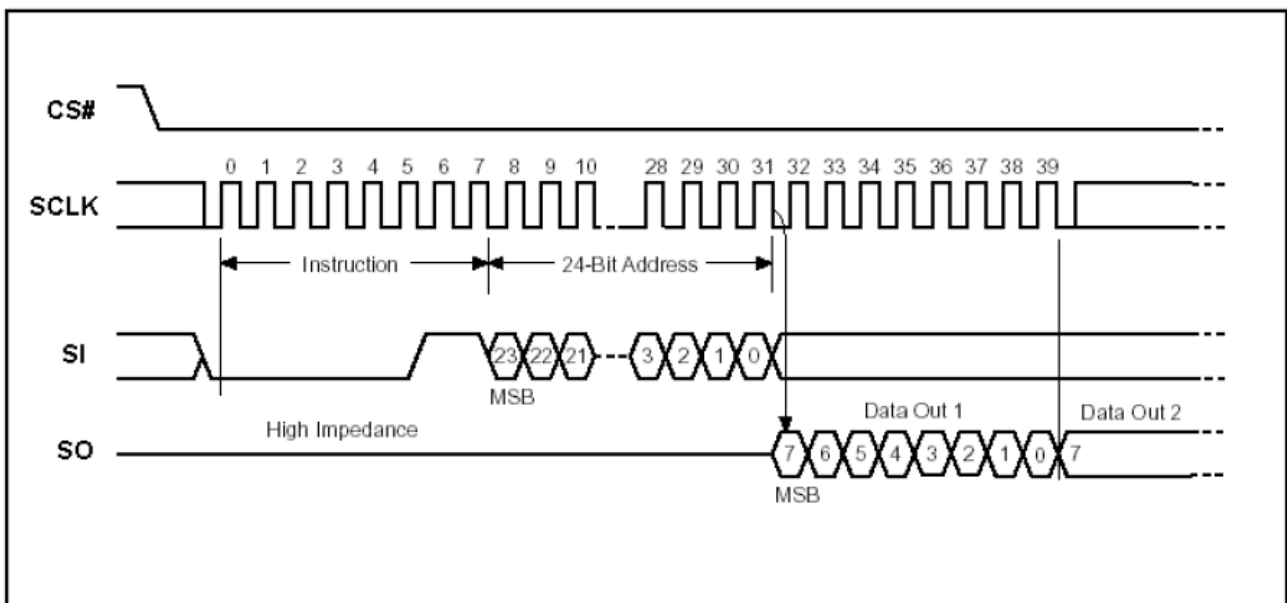 CS#
0 1 2 3 4 5 6 7 8 9 10 28 29 30 31 32 33 34 35 36 37 38 39
SCLK
Instruction 24-Bit Address
SI 23 22 21 3 2 1 0
MSB
Data Out 1 Data Out 2
High Impedance
SO 7 6 5 4 3 2 1 0 7
MSB